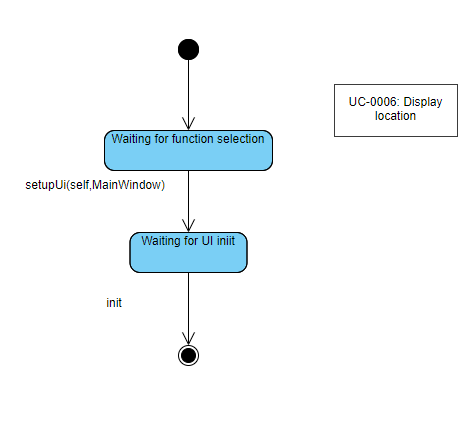 UC-0006: Display
location
Waiting for function selection
setupUi(self,MainWindow)
Waiting for UI iniit
init